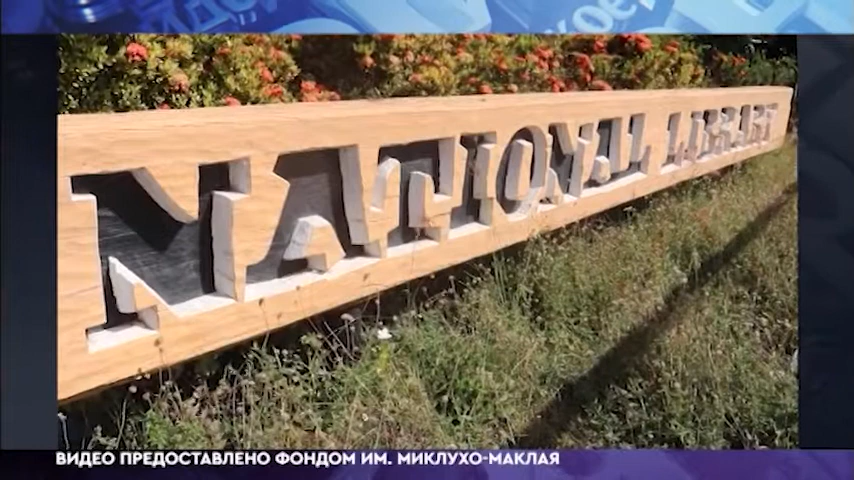 NATIONAL LIBRARY
ВИДЕО ПРЕДОСТАВЛЕНО ФОНДОМ ИМ. МИКЛУХО-МАКЛАЯ